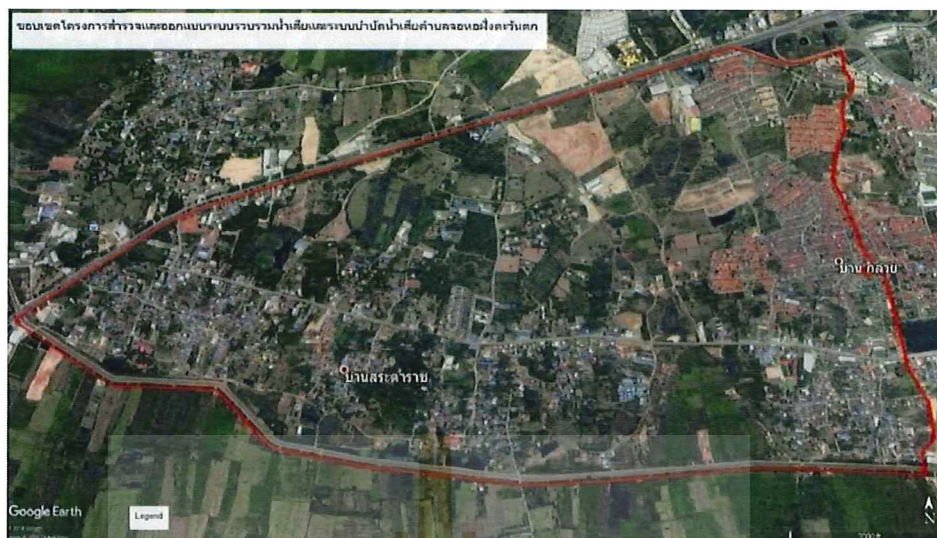 ขอบเขตโครงการสำรวจและออกแบบระบบรวบรวมน้ำเสียและระบบบำบัดน้ำเสียตำบลจอหอฝั่งตะวันตก
บ้านกล้วย
บ้านสระตาราช
Google Earth
Legend
N